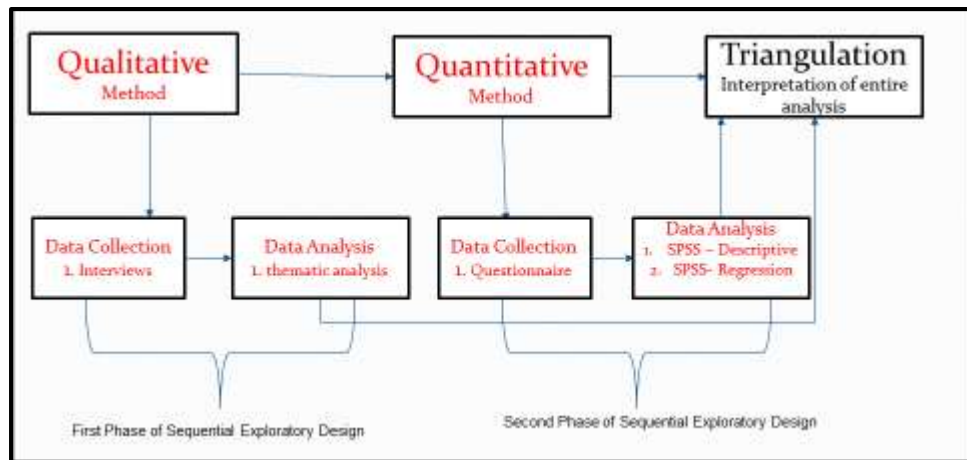 Qualitative
Method
Quantitative
Method
Triangulation
Interpretation of entire
analysis
Data Collection
1. Interviews
Data Analysis
1. thematic analysis
Data Collection
1. Questionnaire
Data Analysis
1. SPSS – Descriptive
2. SPSS- Regression
First Phase of Sequential Exploratory Design
Second Phase of Sequential Exploratory Design